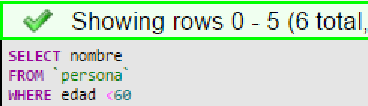 Showing rows 0 - 5 (6 total,
SELECT nombre
FROM `persona`
WHERE edad <60